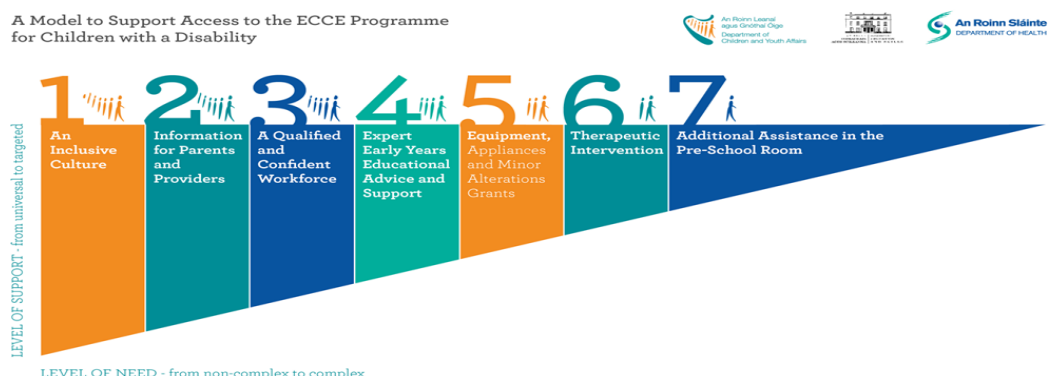 A Model to Support Access to the ECCE Programme
for Children with a Disability
An Roinn Leanaí
agus Gnóthaí Óige
Department of
Children and Youth Affairs
An Roinn Sláinte
DEPARTMENT OF HEALTH
1
An
Inclusive
Culture
2
Information
for Parents
and
Providers
3
A Qualified
and
Confident
Workforce
4
Expert
Early Years
Educational
Advice and
Support
5
Equipment,
Appliances
and Minor
Alterations
Grants
6
Therapeutic
Intervention
7
Additional Assistance in the
Pre-School Room
LEVEL OF SUPPORT - from universal to targeted
LEVEL OF NEED - from non-complex to complex